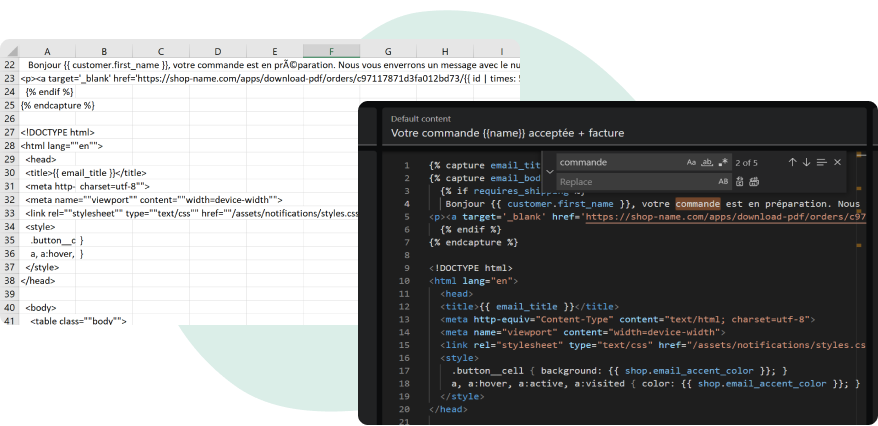 A B C D E F G H I
22 Bonjour {{ customer.first_name }}, votre commande est en prÃ©paration. Nous vous enverrons un message avec le nu
23 <p><a target='_blank' href='https://shop-name.com/apps/download-pdf/orders/c97117871d3fa012bd73/{{ id | times:
24 {% endif %}
25 {% endcapture %}
26
27 <!DOCTYPE html>
28 <html lang=""en"">
29 <head>
30 <title>{{ email_title }}</title>
31 <meta http- charset=utf-8"">
32 <meta name=""viewport"" content=""width=device-width"">
33 <link rel=""stylesheet"" type=""text/css"" href=""/assets/notifications/styles.css
34 <style>
35 .button__c }
36 a, a:hover, }
37 </style>
38 </head>
39
40 <body>
41 <table class=""body"">
Default content
Votre commande {{name}} acceptée + facture
commande Aa ab .* 2 of 5
Replace AB
1 {% capture email_tit
2 {% capture email_bod
3 {% if requires_shipping %}
4 Bonjour {{ customer.first_name }}, votre commande est en préparation. Nous
5 <p><a target='_blank' href='https://shop-name.com/apps/download-pdf/orders/c97
6 {% endif %}
7 {% endcapture %}
8
9 <!DOCTYPE html>
10 <html lang="en">
11 <head>
12 <title>{{ email_title }}</title>
13 <meta http-equiv="Content-Type" content="text/html; charset=utf-8">
14 <meta name="viewport" content="width=device-width">
15 <link rel="stylesheet" type="text/css" href="/assets/notifications/styles.cs
16 <style>
17 .button__cell { background: {{ shop.email_accent_color }}; }
18 a, a:hover, a:active, a:visited { color: {{ shop.email_accent_color }}; }
19 </style>
20 </head>
21